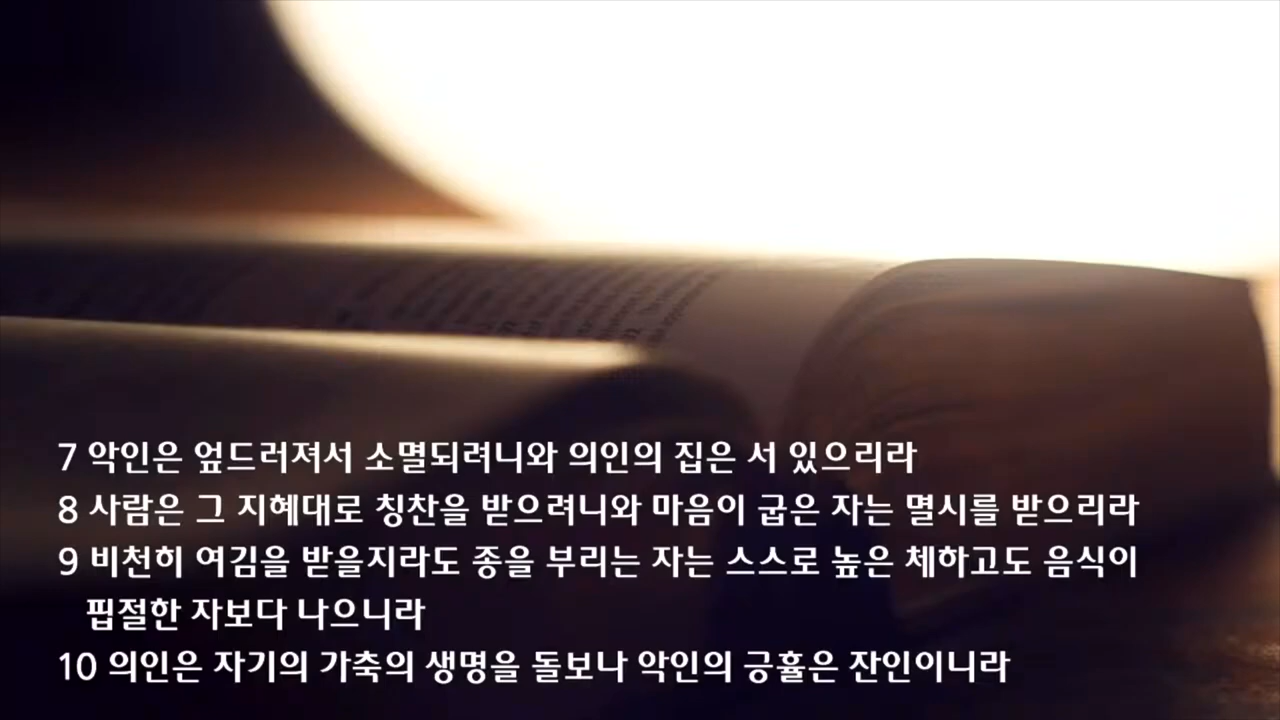 7 악인은 엎드러져서 소멸되려니와 의인의 집은 서 있으리라
8 사람은 그 지혜대로 칭찬을 받으려니와 마음이 굽은 자는 멸시를 받으리라
9 비천히 여김을 받을지라도 종을 부리는 자는 스스로 높은 체하고도 음식이
핍절한 자보다 나으니라
10 의인은 자기의 가축의 생명을 돌보나 악인의 긍휼은 잔인이니라